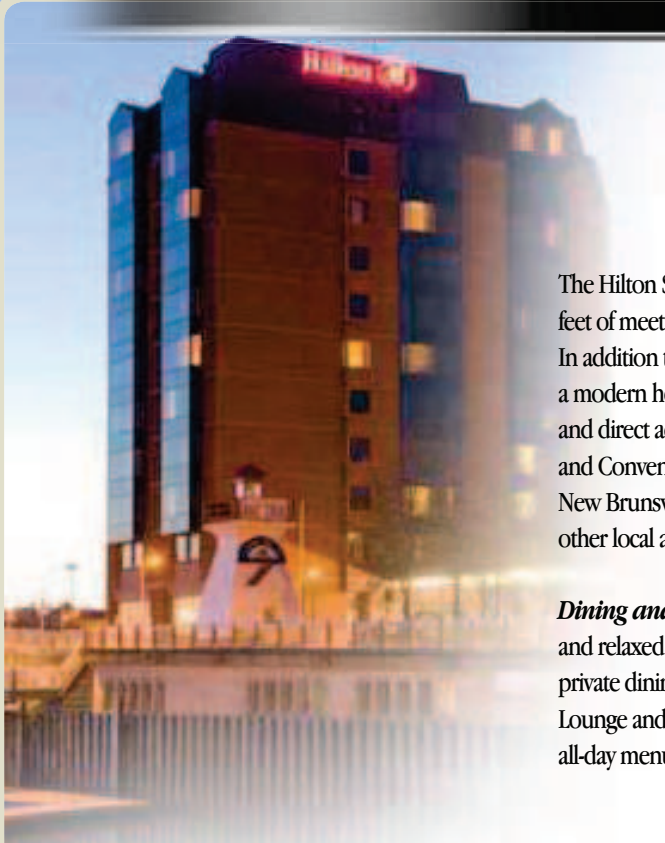 Hilton
The Hilton S
feet of meet
In addition t
a modern ho
and direct a
and Conven
New Brunsw
other local a
Dining and
and relaxed
private dinin
Lounge and
all-day menu